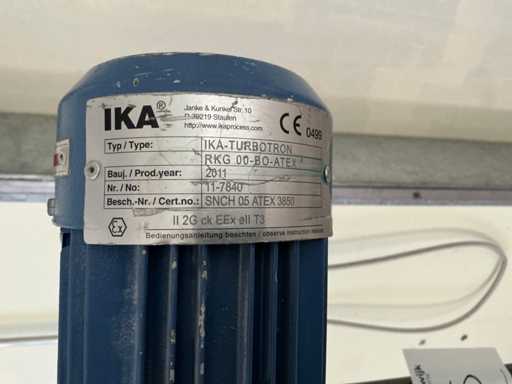 IKA®
Janke & Kunkel Str. 10
D-79219 Staufen
http://www.ikaprocess.com
CE 0499
Typ / Type: IKA-TURBOTRON
RKG 00-BO-ATEX
Bauj. / Prod.year: 2011
Nr. / No: 11-7840
Besch.-Nr. / Cert.no.: SNCH 05 ATEX 3850
Ex II 2G ck EEx eII T3
Bedienungsanleitung beachten / observe instruction manual